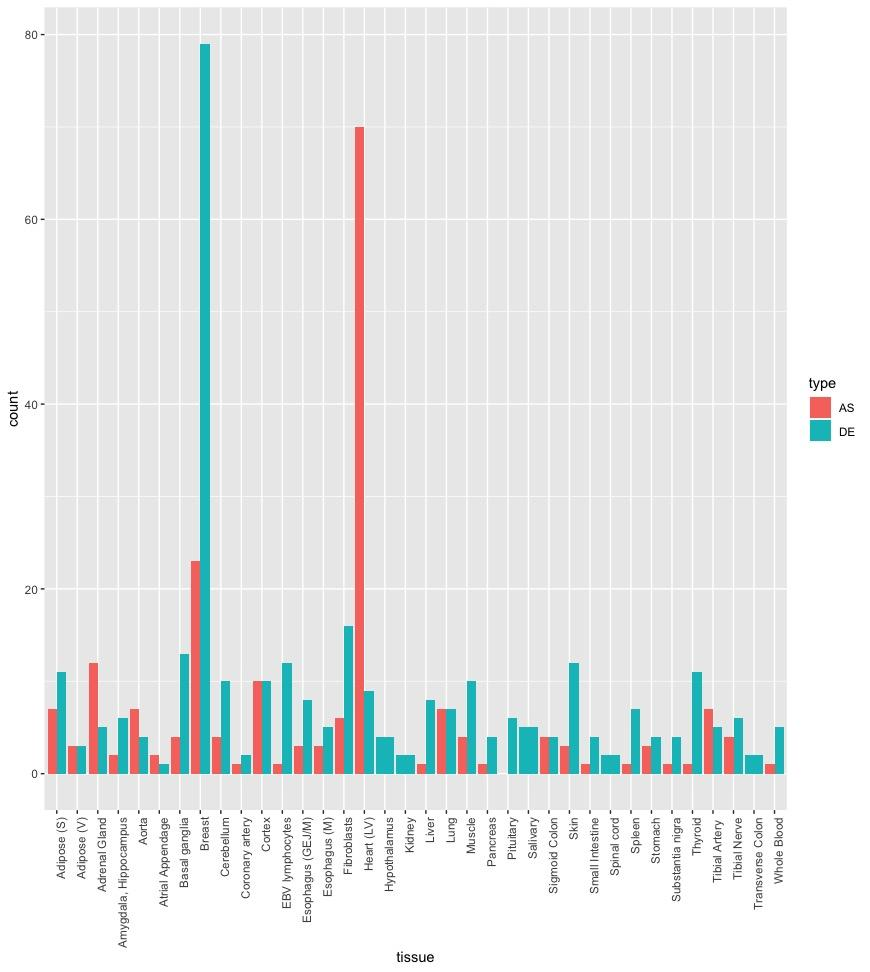 80
60
40
20
0
count
Adipose (S)
Adipose (V)
Adrenal Gland
Amygdala, Hippocampus
Aorta
Atrial Appendage
Basal ganglia
Breast
Cerebellum
Coronary artery
Cortex
EBV lymphocytes
Esophagus (GEJ/M)
Esophagus (M)
Fibroblasts
Heart (LV)
Hypothalamus
Kidney
Liver
Lung
Muscle
Pancreas
Pituitary
Salivary
Sigmoid Colon
Skin
Small Intestine
Spinal cord
Spleen
Stomach
Substantia nigra
Thyroid
Tibial Artery
Tibial Nerve
Transverse Colon
Whole Blood
tissue
type
AS
DE